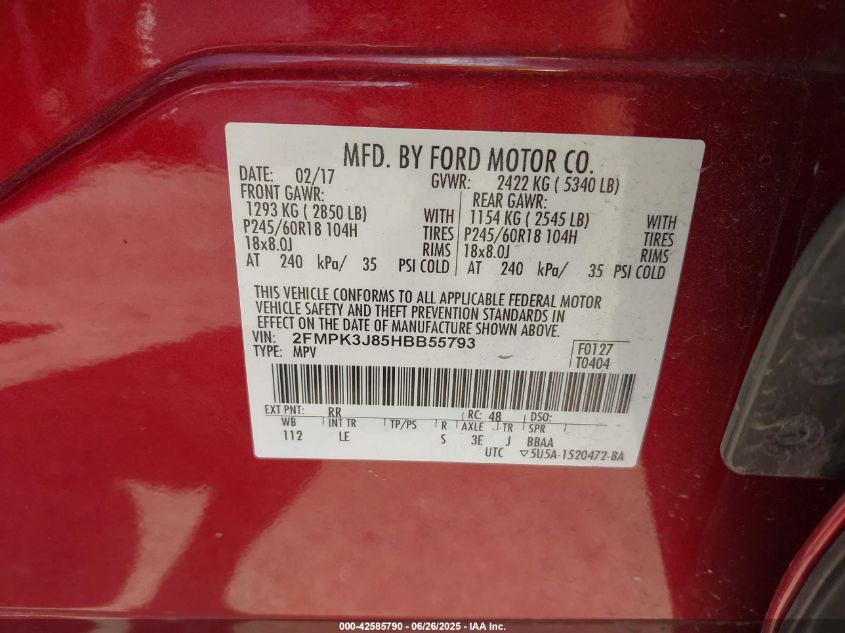 MFD. BY FORD MOTOR CO.
DATE: 02/17 GVWR: 2422 KG ( 5340 LB)
FRONT GAWR: REAR GAWR:
1293 KG ( 2850 LB) WITH 1154 KG ( 2545 LB) WITH
P245/60R18 104H TIRES P245/60R18 104H TIRES
18x8.0J RIMS 18x8.0J RIMS
AT 240 kPa/ 35 PSI COLD AT 240 kPa/ 35 PSI COLD
THIS VEHICLE CONFORMS TO ALL APPLICABLE FEDERAL MOTOR
VEHICLE SAFETY AND THEFT PREVENTION STANDARDS IN
EFFECT ON THE DATE OF MANUFACTURE SHOWN ABOVE.
VIN: 2FMPK3J85HBB55793 F0127
TYPE: MPV T0404
EXT PNT: RR RC: 48 DSO:
WB INT TR TP/PS R AXLE TR SPR
112 LE S 3E J BBAA
UTC ▽5U5A-1520472-BA
000-42585790 - 06/26/2025 - IAA Inc.